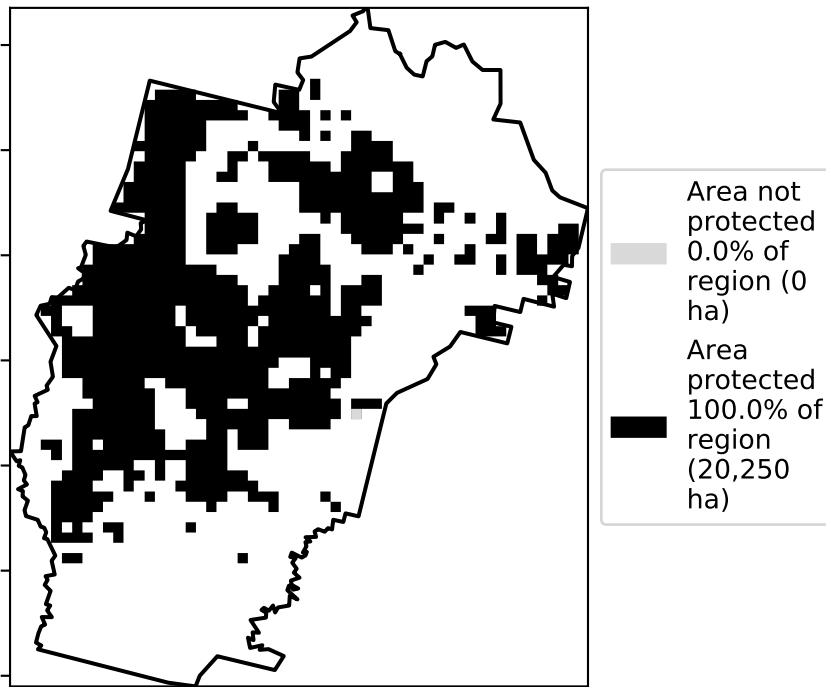 Area not
protected
0.0% of
region (0
ha)
Area
protected
100.0% of
region
(20,250
ha)